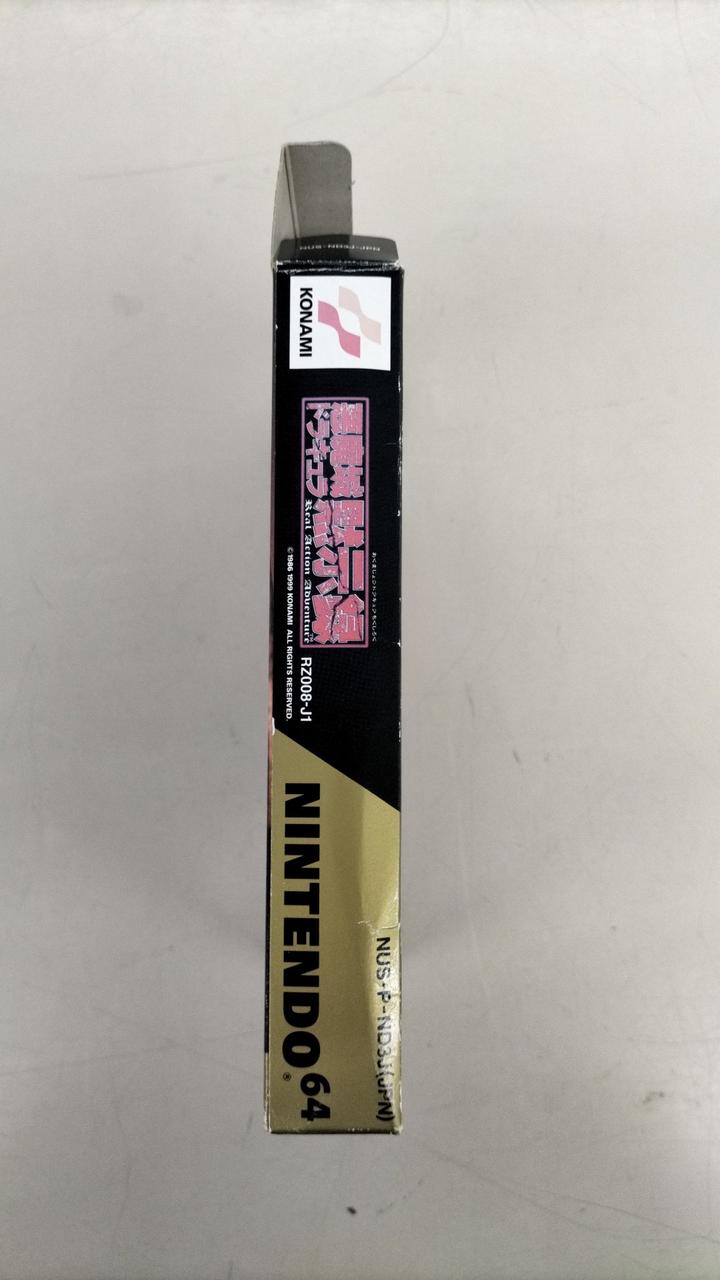 KONAMI
悪魔城
ドラキュラ
黙示録
Real Action Adventure™
©1986 1999 KONAMI ALL RIGHTS RESERVED.
RZ008-J1
NINTENDO64®
NUS-P-ND3J(JPN)